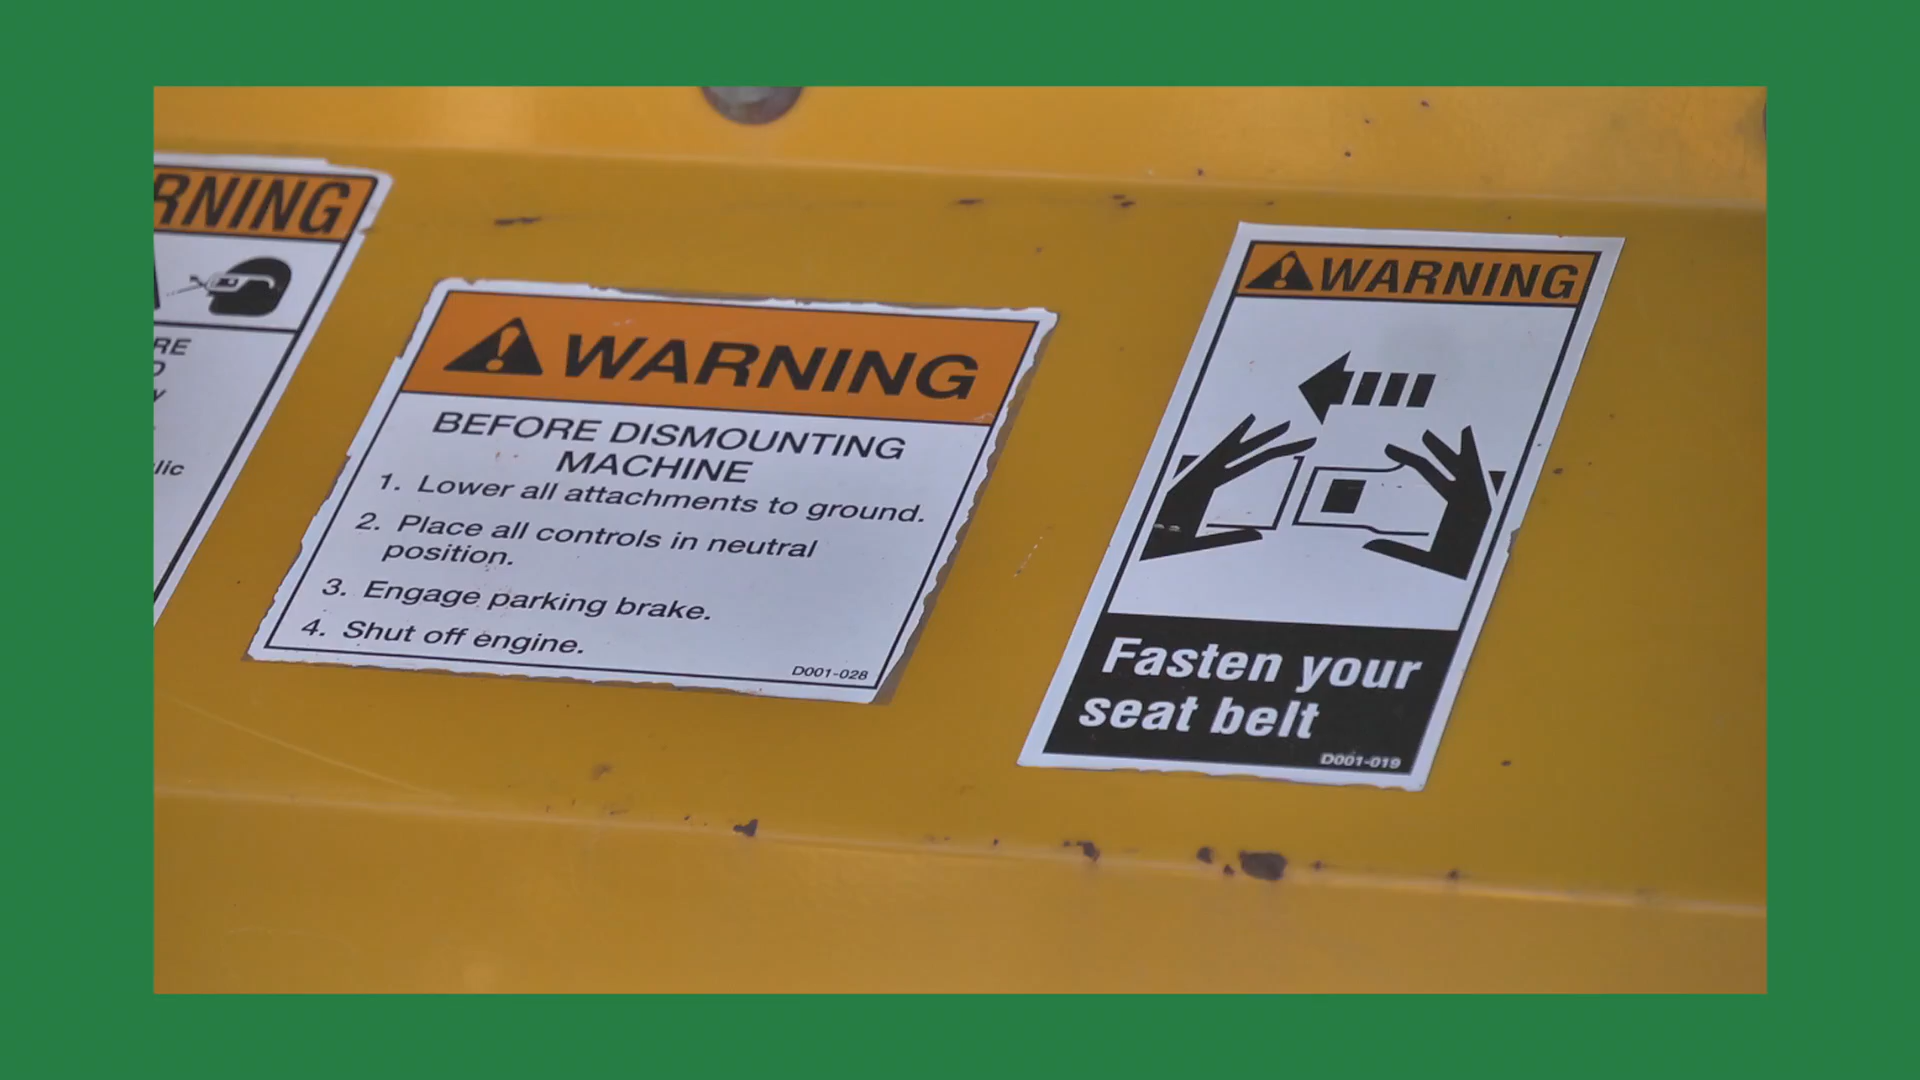 RNING
RE
WARNING
BEFORE DISMOUNTING
MACHINE
1. Lower all attachments to ground.
2. Place all controls in neutral
position.
3. Engage parking brake.
4. Shut off engine.
D001-028
WARNING
Fasten your
seat belt
D001-019